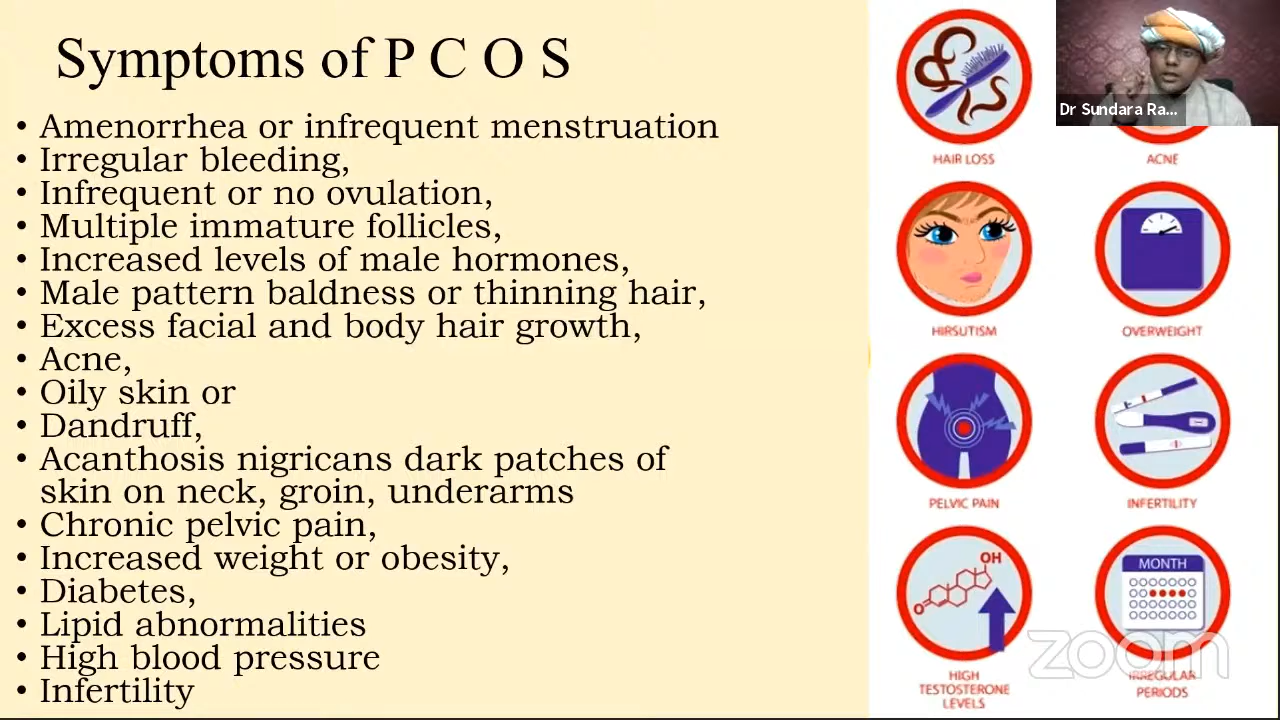 Symptoms of P C O S
• Amenorrhea or infrequent menstruation
• Irregular bleeding,
• Infrequent or no ovulation,
• Multiple immature follicles,
• Increased levels of male hormones,
• Male pattern baldness or thinning hair,
• Excess facial and body hair growth,
• Acne,
• Oily skin or
• Dandruff,
• Acanthosis nigricans dark patches of
skin on neck, groin, underarms
• Chronic pelvic pain,
• Increased weight or obesity,
• Diabetes,
• Lipid abnormalities
• High blood pressure
• Infertility
HAIR LOSS
Dr Sundara Ra...
ACNE
HIRSUTISM
OVERWEIGHT
PELVIC PAIN
INFERTILITY
OH
O
HIGH
TESTOSTERONE
LEVELS
MONTH
zoom
IRREGULAR
PERIODS